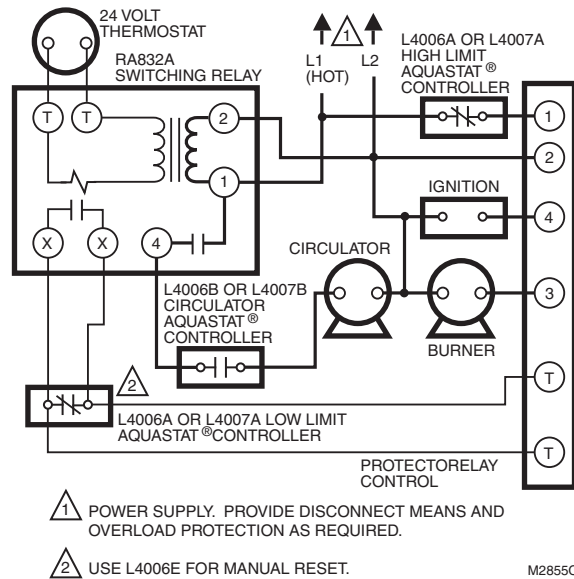 24 VOLT
THERMOSTAT
RA832A
SWITCHING RELAY
1
L1
(HOT)
L2
L4006A OR L4007A
HIGH LIMIT
AQUASTAT ®
CONTROLLER
T
T
2
1
1
2
IGNITION
4
X
X
4
CIRCULATOR
3
L4006B OR L4007B
CIRCULATOR
AQUASTAT ®
CONTROLLER
BURNER
2
T
L4006A OR L4007A LOW LIMIT
AQUASTAT ®CONTROLLER
T
PROTECTORELAY
CONTROL
1 POWER SUPPLY. PROVIDE DISCONNECT MEANS AND
OVERLOAD PROTECTION AS REQUIRED.
2 USE L4006E FOR MANUAL RESET.